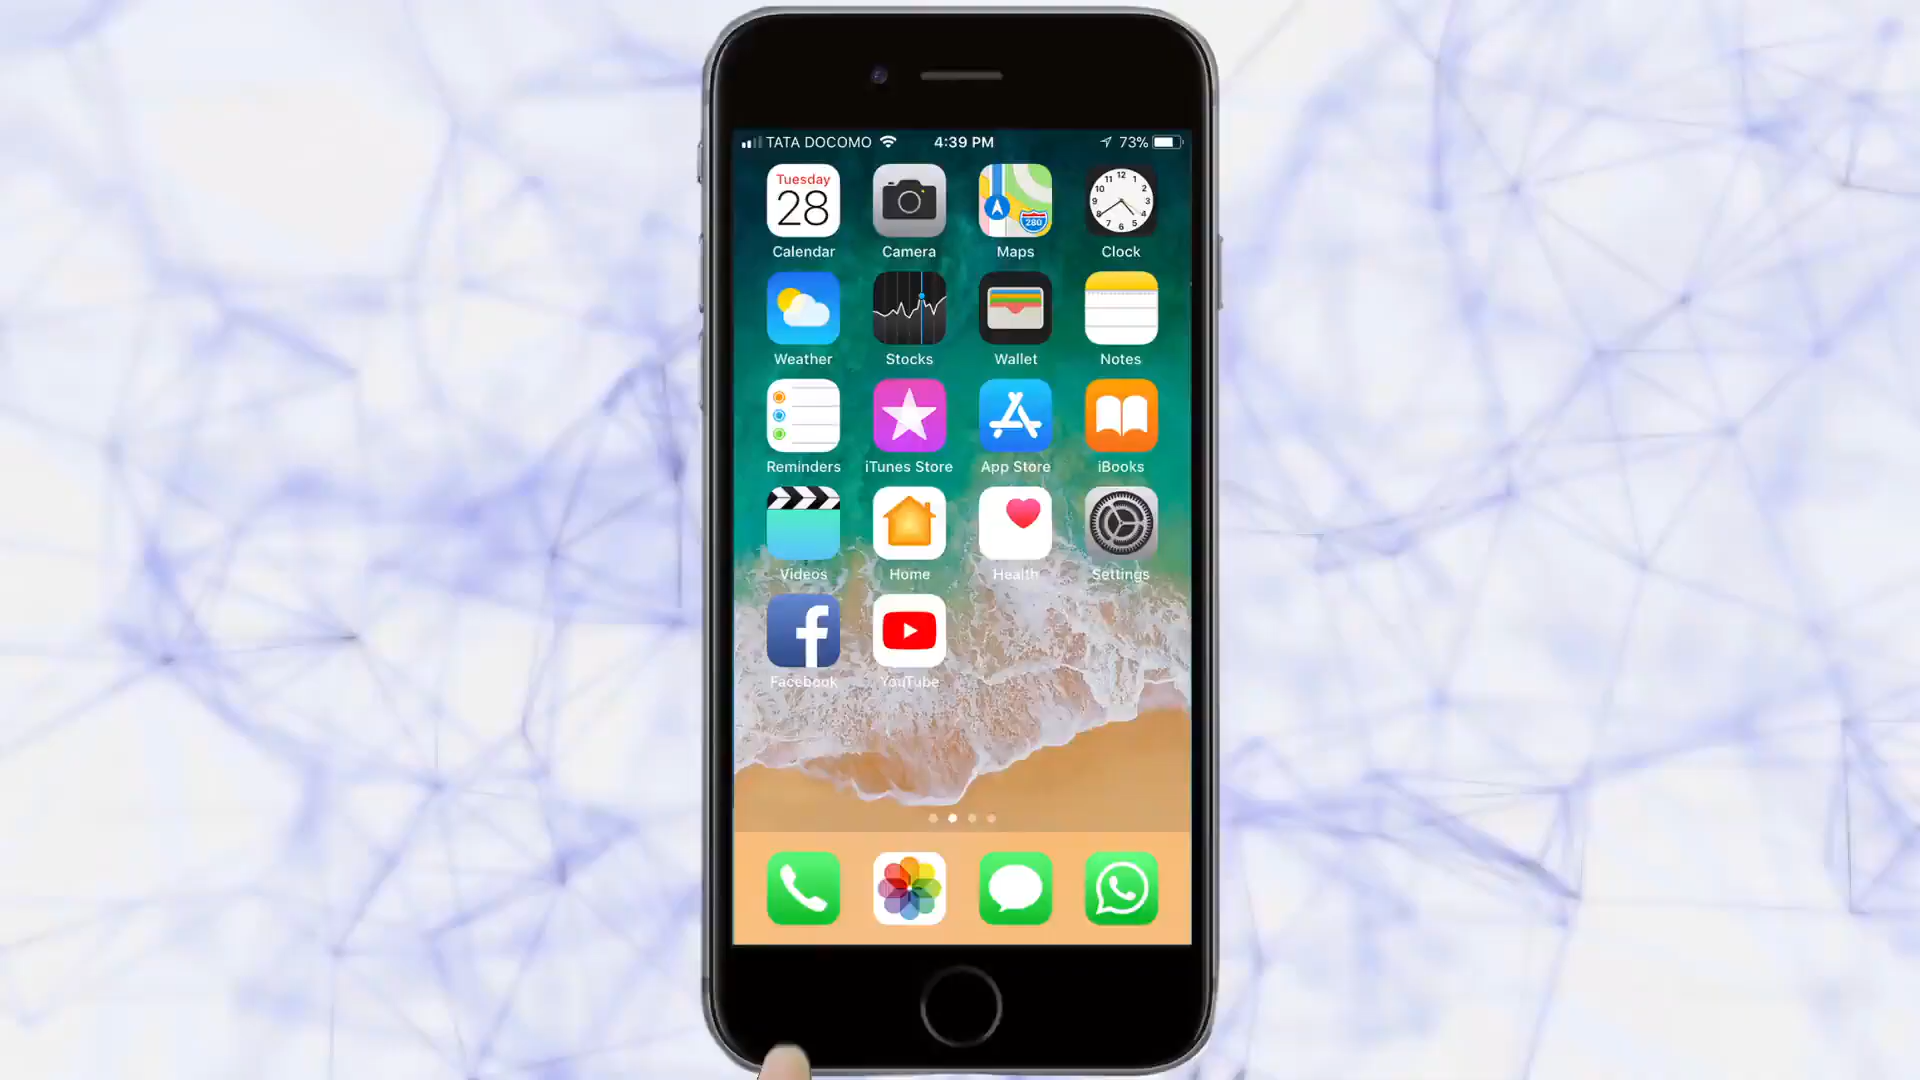 TATA DOCOMO 4:39 PM 73%
Tuesday
28
280
Calendar Camera Maps Clock
Weather Stocks Wallet Notes
Reminders iTunes Store App Store iBooks
Videos Home Health Settings
Facebook YouTube